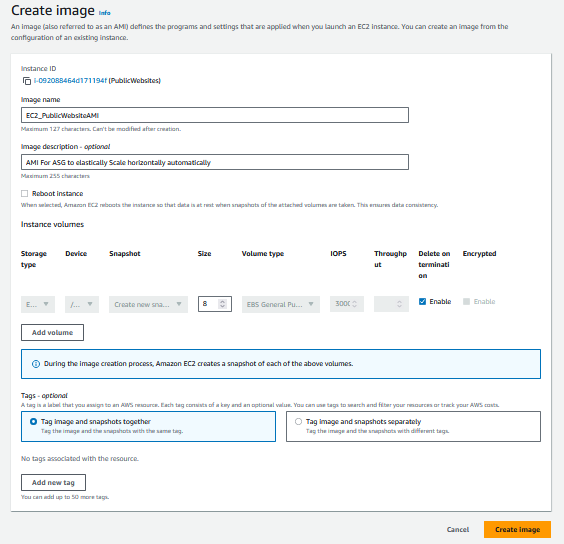 Create image Info
An image (also referred to as an AMI) defines the programs and settings that are applied when you launch an EC2 instance. You can create an image from the
configuration of an existing instance.
Instance ID
i-092088464d171194f (PublicWebsites)
Image name
EC2_PublicWebsiteAMI
Maximum 127 characters. Can't be modified after creation.
Image description - optional
AMI For ASG to elastically Scale horizontally automatically
Maximum 255 characters
Reboot instance
When selected, Amazon EC2 reboots the instance so that data is at rest when snapshots of the attached volumes are taken. This ensures data consistency.
Instance volumes
Storage type Device Snapshot Size Volume type IOPS Throughput Delete on termination Encrypted
E... /... Create new sna... 8 EBS General Pu... 3000 Enable Enable
Add volume
During the image creation process, Amazon EC2 creates a snapshot of each of the above volumes.
Tags - optional
A tag is a label that you assign to an AWS resource. Each tag consists of a key and an optional value. You can use tags to search and filter your resources or track your AWS costs.
Tag image and snapshots together
Tag the image and the snapshots with the same tag.
Tag image and snapshots separately
Tag the image and the snapshots with different tags.
No tags associated with the resource.
Add new tag
You can add up to 50 more tags.
Cancel Create image